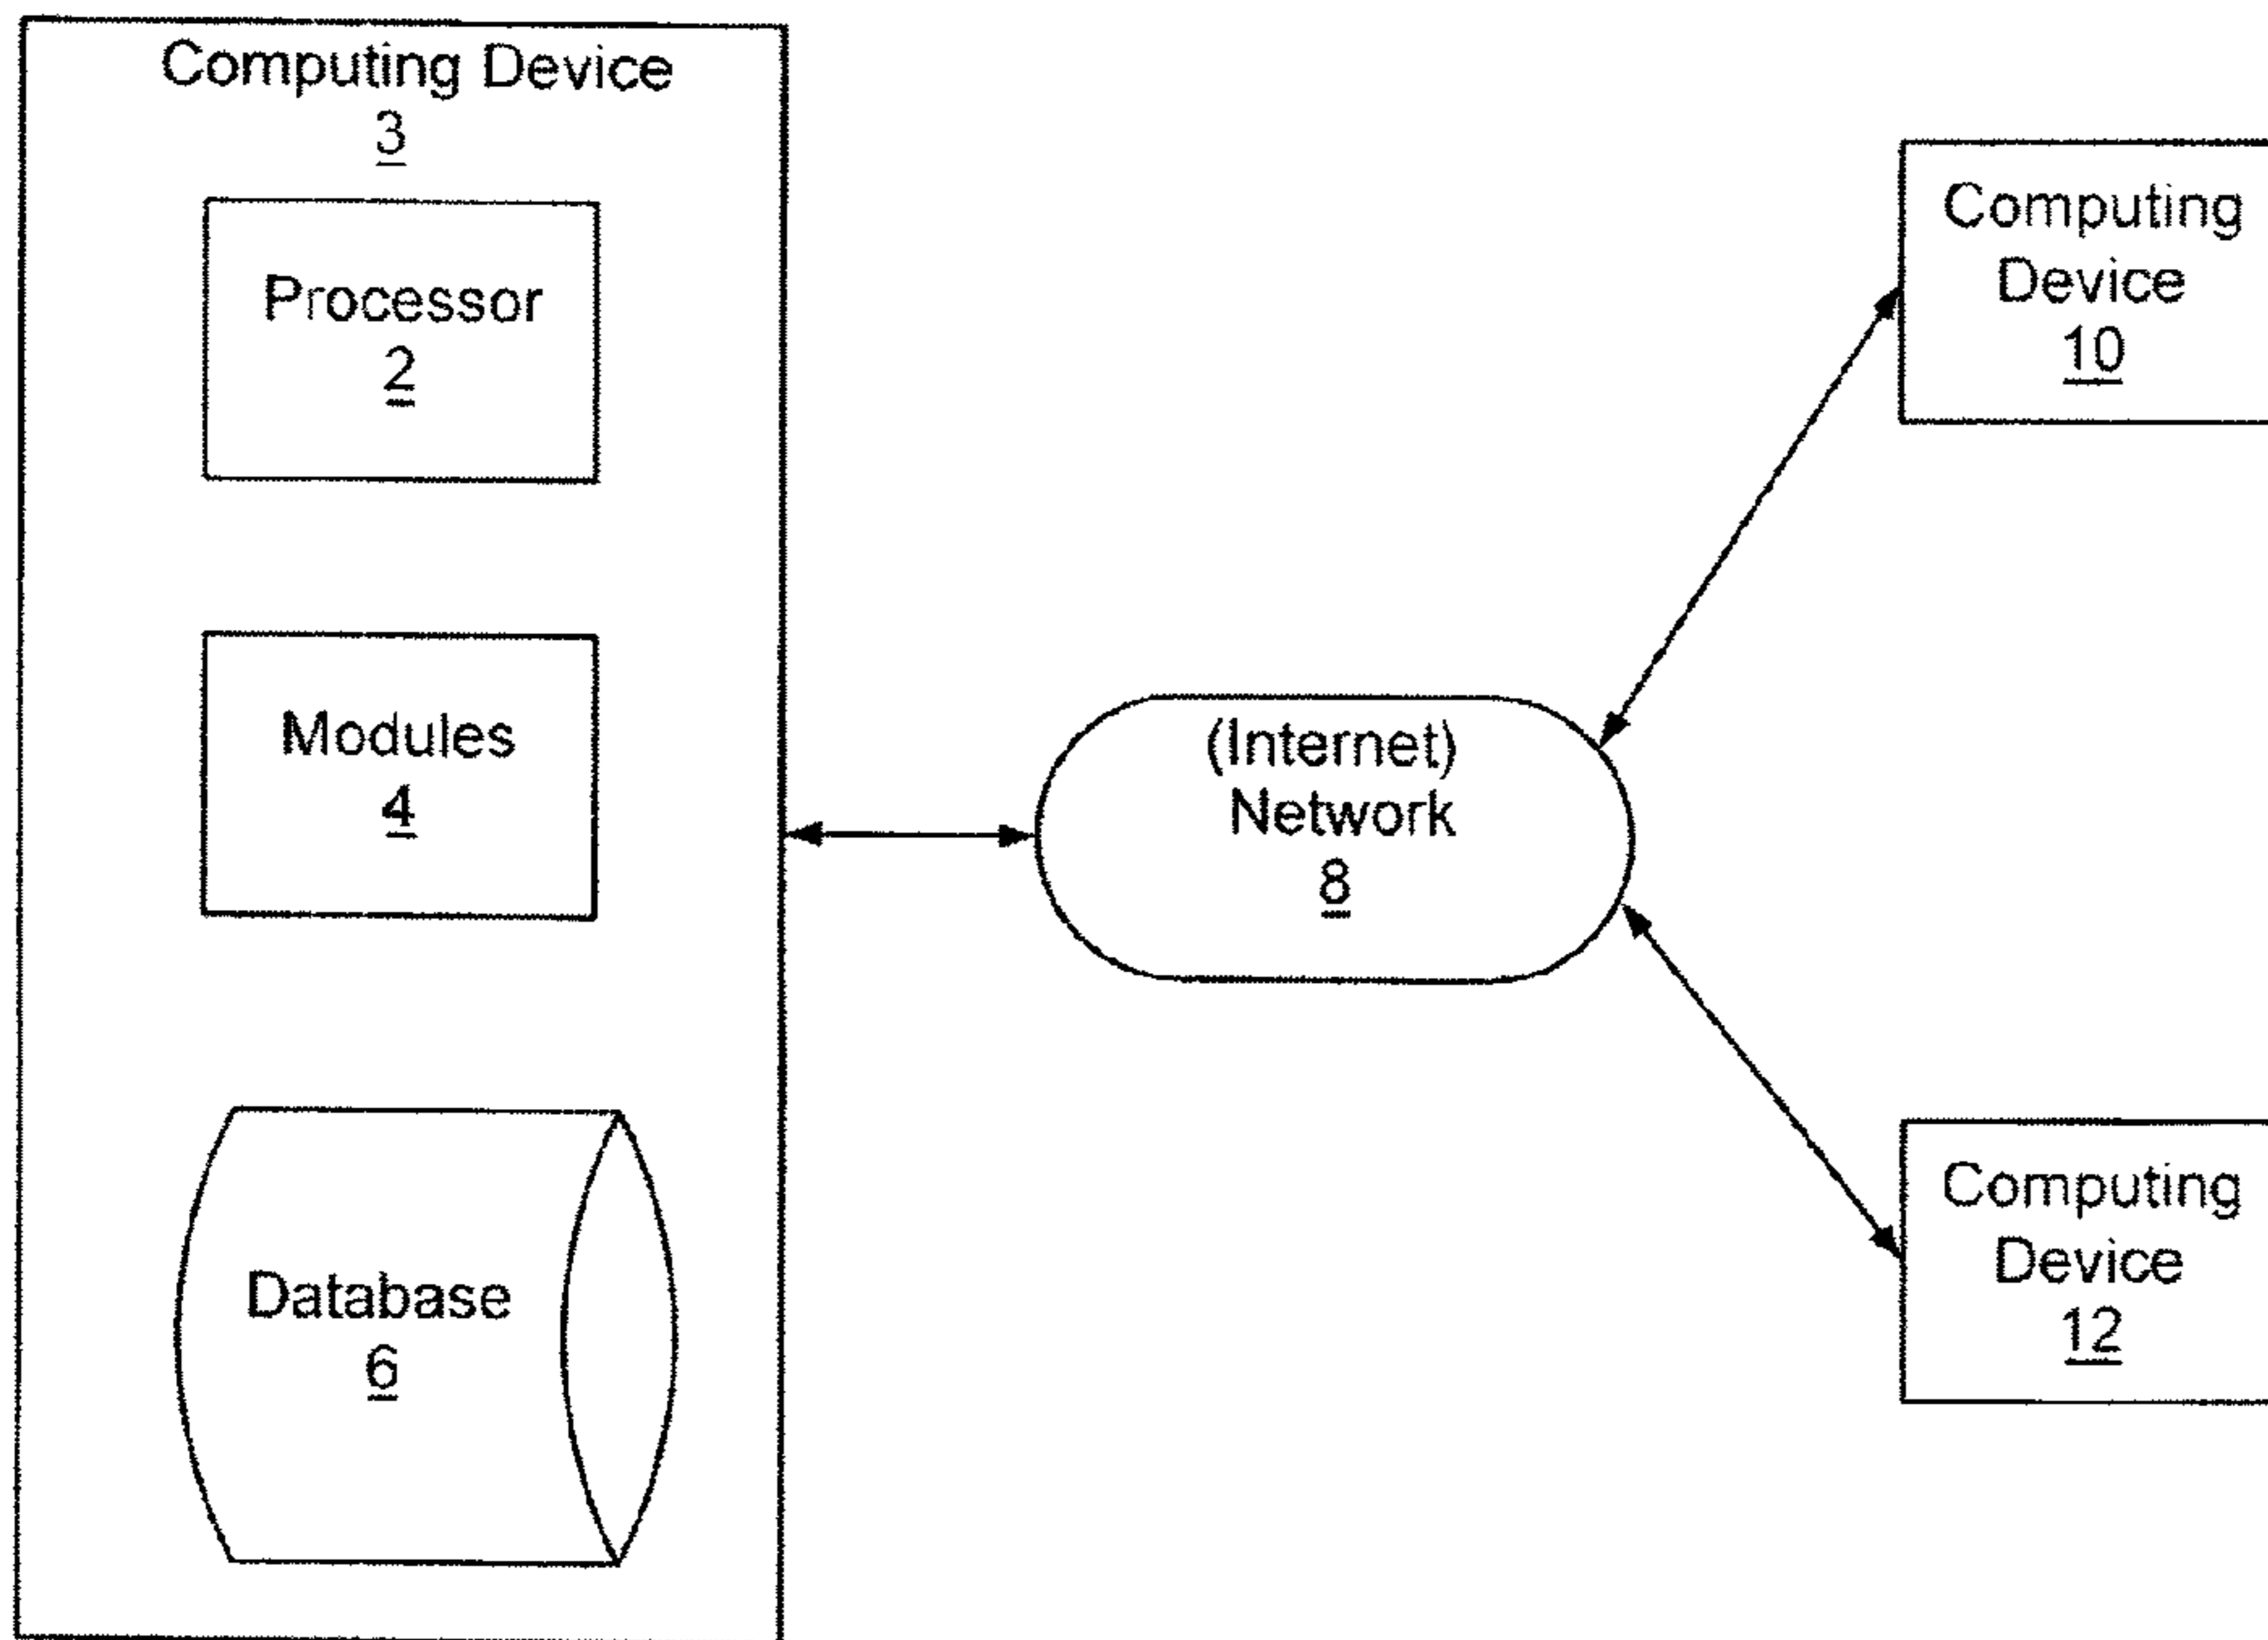 Computing Device
3
Processor
2
Modules
4
Database
6
(Internet)
Network
8
Computing
Device
10
Computing
Device
12